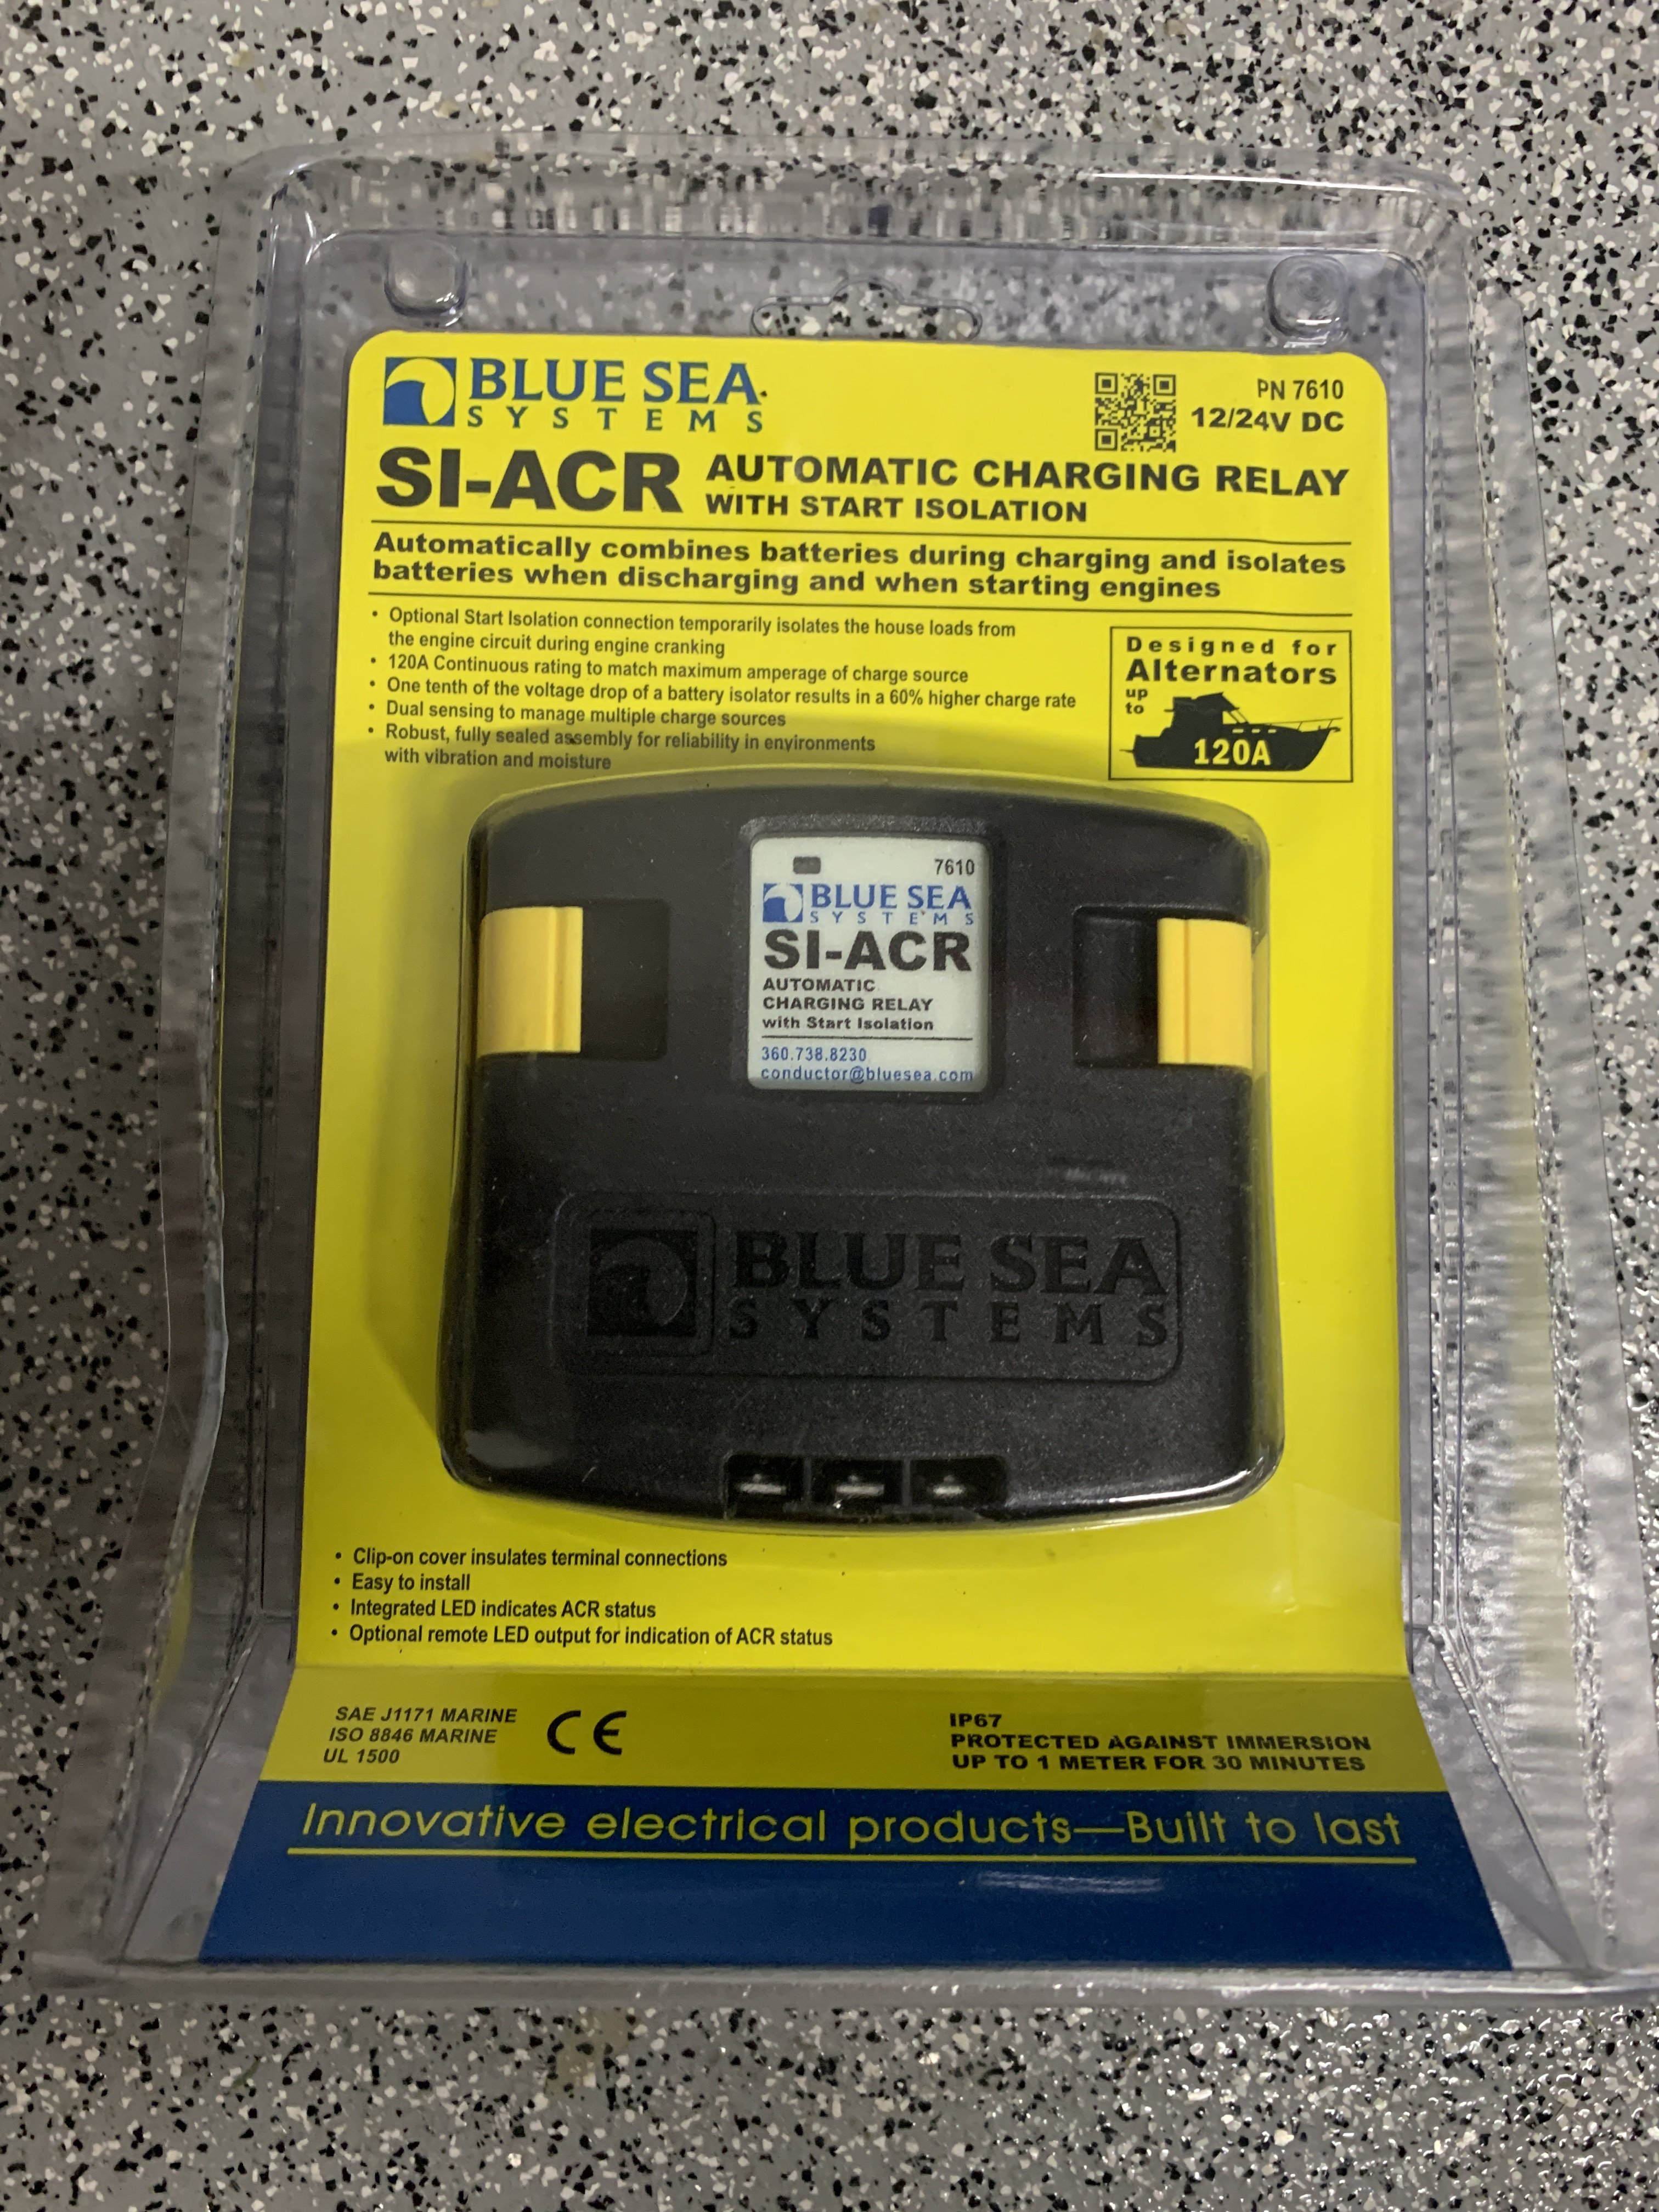 BLUE SEA
SYSTEMS
PN 7610
12/24V DC
SI-ACR AUTOMATIC CHARGING RELAY
WITH START ISOLATION
Automatically combines batteries during charging and isolates
batteries when discharging and when starting engines
• Optional Start Isolation connection temporarily isolates the house loads from
the engine circuit during engine cranking
• 120A Continuous rating to match maximum amperage of charge source
• One tenth of the voltage drop of a battery isolator results in a 60% higher charge rate
• Dual sensing to manage multiple charge sources
• Robust, fully sealed assembly for reliability in environments
with vibration and moisture
Designed for
Alternators
up
to
120A
7610
BLUE SEA
SYSTEMS
SI-ACR
AUTOMATIC
CHARGING RELAY
with Start Isolation
360.738.8230
conductor@bluesea.com
BLUE SEA
SYSTEMS
• Clip-on cover insulates terminal connections
• Easy to install
• Integrated LED indicates ACR status
• Optional remote LED output for indication of ACR status
SAE J1171 MARINE
ISO 8846 MARINE
UL 1500
CE
IP67
PROTECTED AGAINST IMMERSION
UP TO 1 METER FOR 30 MINUTES
Innovative electrical products—Built to last